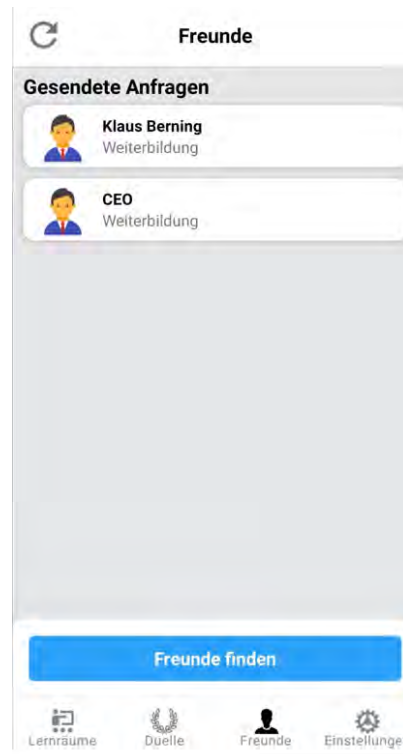 Freunde
Gesendete Anfragen
Klaus Berning
Weiterbildung
CEO
Weiterbildung
Freunde finden
Lernräume
Duelle
Freunde
Einstellunge